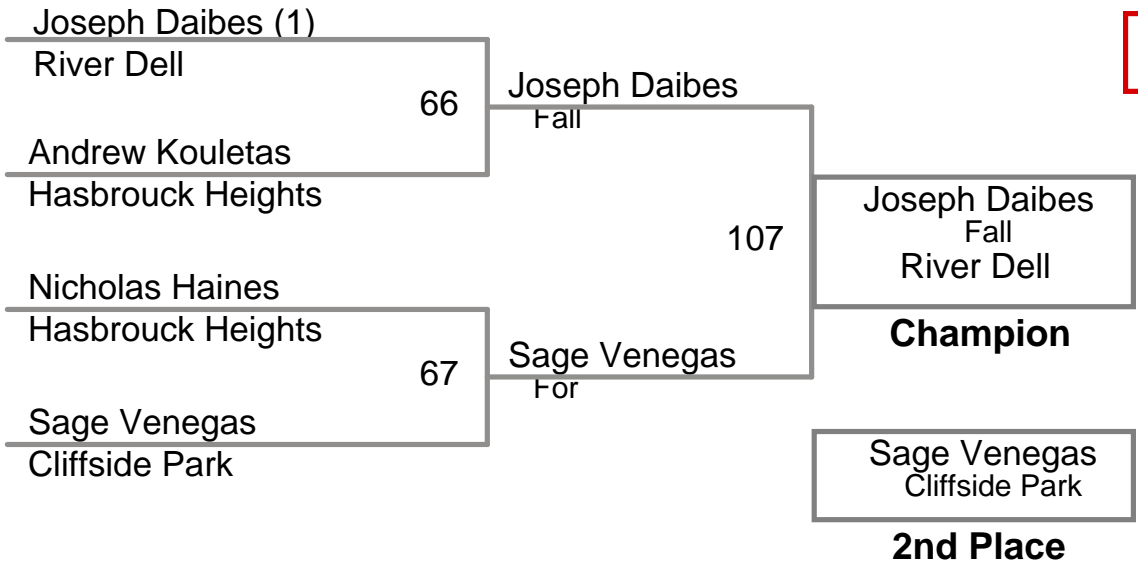 Joseph Daibes (1)
River Dell
66
Joseph Daibes
Fall
Andrew Kouletas
Hasbrouck Heights
107
Joseph Daibes
Fall
River Dell
Champion
Nicholas Haines
Hasbrouck Heights
67
Sage Venegas
For
Sage Venegas
Cliffside Park
Sage Venegas
Cliffside Park
2nd Place